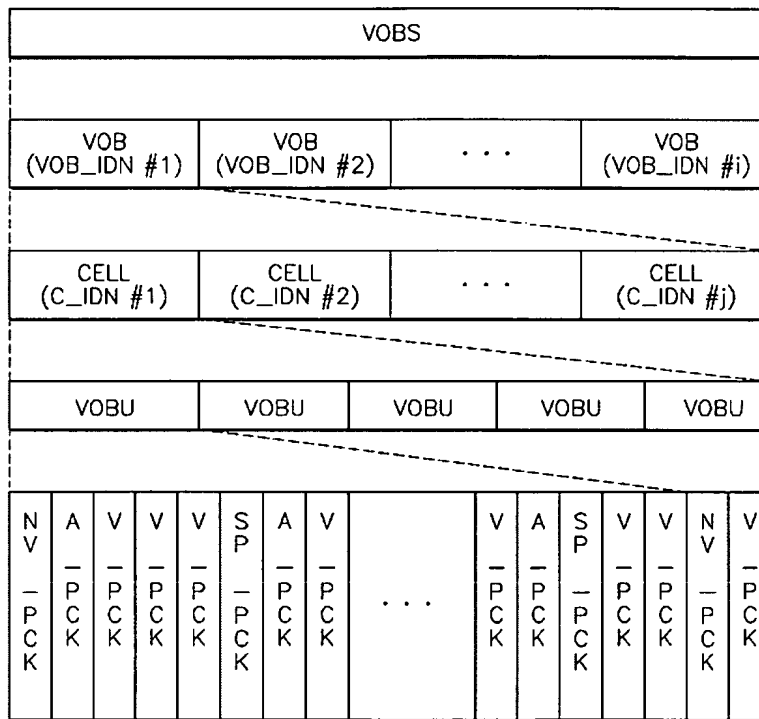 VOBS
VOB (VOB_IDN #1)
VOB (VOB_IDN #2)
. . .
VOB (VOB_IDN #i)
CELL (C_IDN #1)
CELL (C_IDN #2)
. . .
CELL (C_IDN #j)
VOBU
VOBU
VOBU
VOBU
VOBU
NV_PCK
A_PCK
V_PCK
V_PCK
V_PCK
SP_PCK
A_PCK
V_PCK
. . .
V_PCK
A_PCK
SP_PCK
V_PCK
V_PCK
NV_PCK
V_PCK